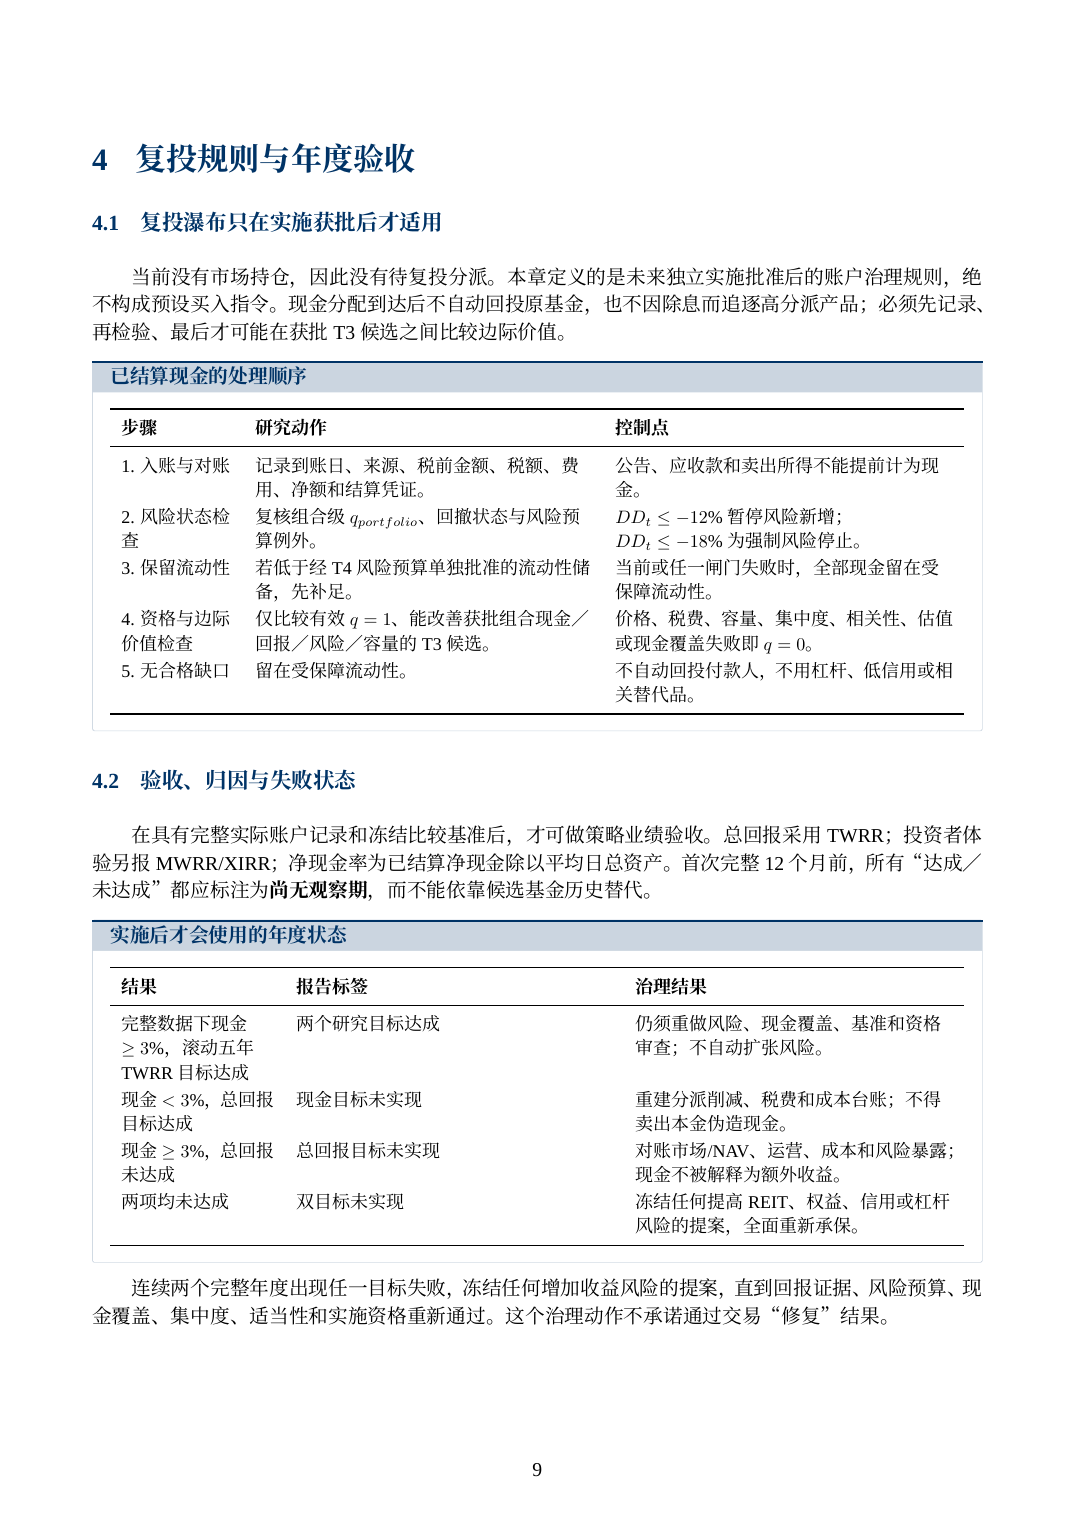 4 复投规则与年度验收
4.1 复投瀑布只在实施获批后才适用
当前没有市场持仓，因此没有待复投分派。本章定义的是未来独立实施批准后的账户治理规则，绝
不构成预设买入指令。现金分配到达后不自动回投原基金，也不因除息而追逐高分派产品；必须先记录、
再检验、最后才可能在获批 T3 候选之间比较边际价值。
已结算现金的处理顺序
步骤 研究动作 控制点
1. 入账与对账 记录到账日、来源、税前金额、税额、费 公告、应收款和卖出所得不能提前计为现
用、净额和结算凭证。 金。
2. 风险状态检 复核组合级 q_{portfolio}、回撤状态与风险预 DD_t ≤ −12% 暂停风险新增；
查 算例外。 DD_t ≤ −18% 为强制风险停止。
3. 保留流动性 若低于经 T4 风险预算单独批准的流动性储 当前或任一闸门失败时，全部现金留在受
备，先补足。 保障流动性。
4. 资格与边际 仅比较有效 q = 1、能改善获批组合现金／ 价格、税费、容量、集中度、相关性、估值
价值检查 回报／风险／容量的 T3 候选。 或现金覆盖失败即 q = 0。
5. 无合格缺口 留在受保障流动性。 不自动回投付款人，不用杠杆、低信用或相
关替代品。
4.2 验收、归因与失败状态
在具有完整实际账户记录和冻结比较基准后，才可做策略业绩验收。总回报采用 TWRR；投资者体
验另报 MWRR/XIRR；净现金率为已结算净现金除以平均日总资产。首次完整 12 个月前，所有“达成／
未达成”都应标注为尚无观察期，而不能依靠候选基金历史替代。
实施后才会使用的年度状态
结果 报告标签 治理结果
完整数据下现金 两个研究目标达成 仍须重做风险、现金覆盖、基准和资格
≥ 3%，滚动五年 审查；不自动扩张风险。
TWRR 目标达成
现金 < 3%，总回报 现金目标未实现 重建分派削减、税费和成本台账；不得
目标达成 卖出本金伪造现金。
现金 ≥ 3%，总回报 总回报目标未实现 对账市场/NAV、运营、成本和风险暴露；
未达成 现金不被解释为额外收益。
两项均未达成 双目标未实现 冻结任何提高 REIT、权益、信用或杠杆
风险的提案，全面重新承保。
连续两个完整年度出现任一目标失败，冻结任何增加收益风险的提案，直到回报证据、风险预算、现
金覆盖、集中度、适当性和实施资格重新通过。这个治理动作不承诺通过交易“修复”结果。
9